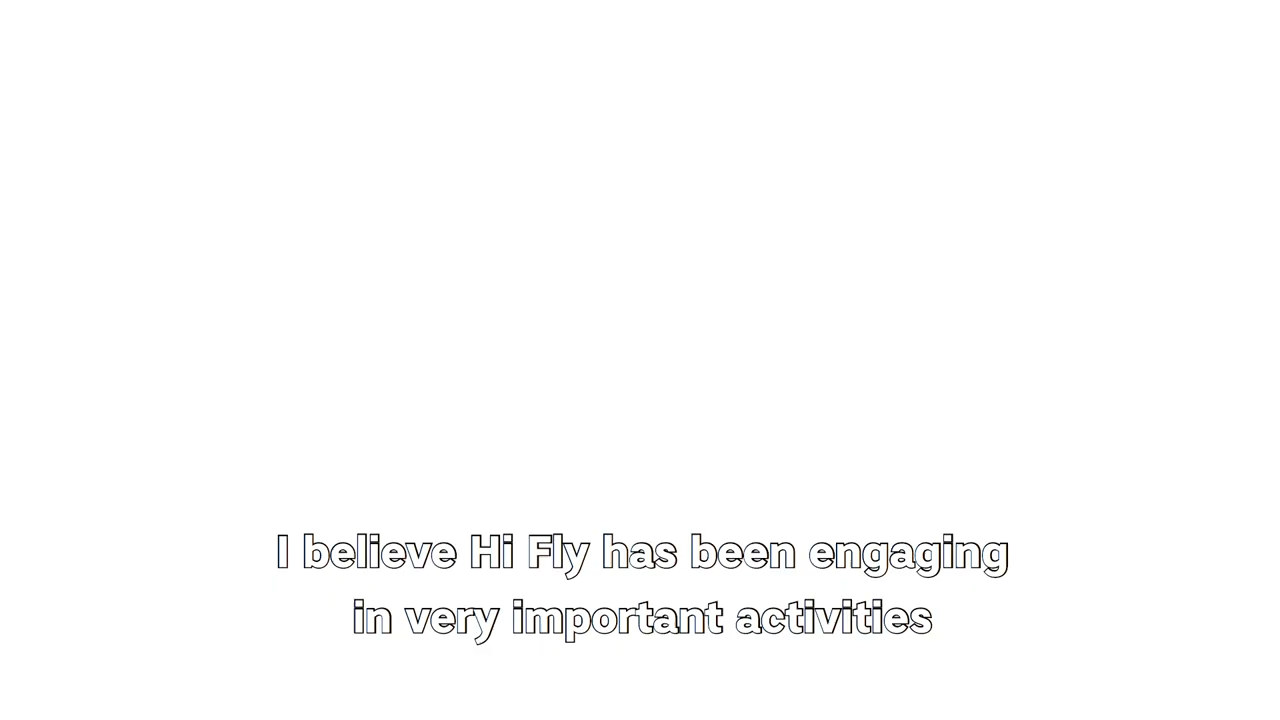 I believe Hi Fly has been engaging
in very important activities